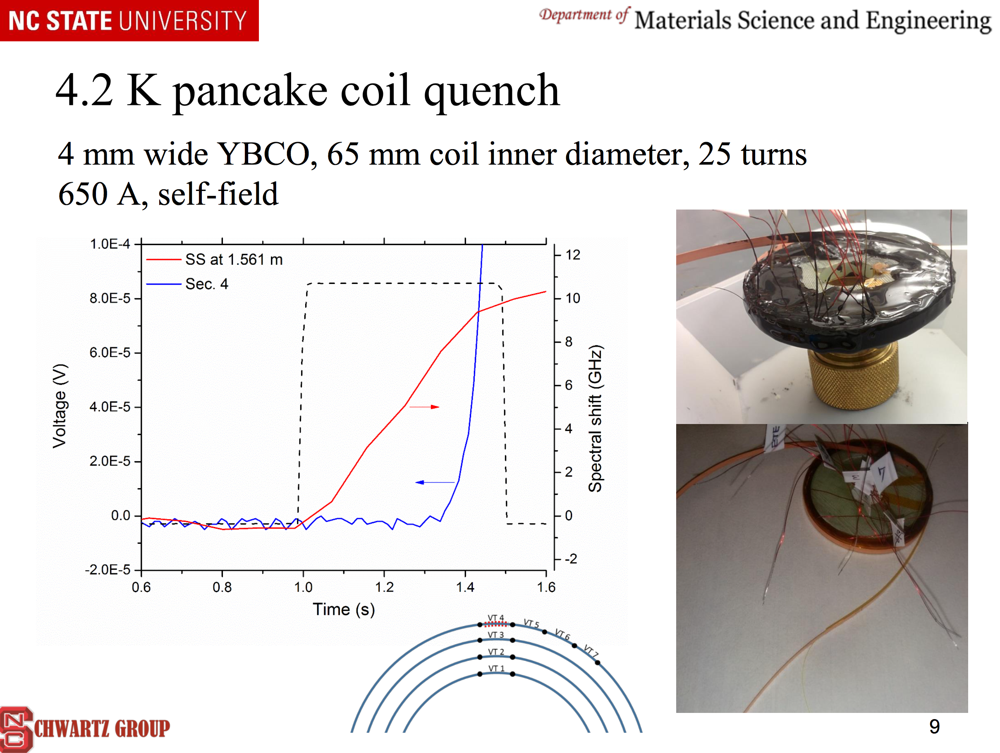 NC STATE UNIVERSITY
Department of Materials Science and Engineering
4.2 K pancake coil quench
4 mm wide YBCO, 65 mm coil inner diameter, 25 turns
650 A, self-field
SS at 1.561 m
Sec. 4
Voltage (V)
1.0E-4
8.0E-5
6.0E-5
4.0E-5
2.0E-5
0.0
-2.0E-5
Spectral shift (GHz)
12
10
8
6
4
2
0
-2
0.6 0.8 1.0 1.2 1.4 1.6
Time (s)
VT 4 VT 5 VT 6 VT 7
VT 3
VT 2
VT 1
ETE
3
SCHWARTZ GROUP
NC
9